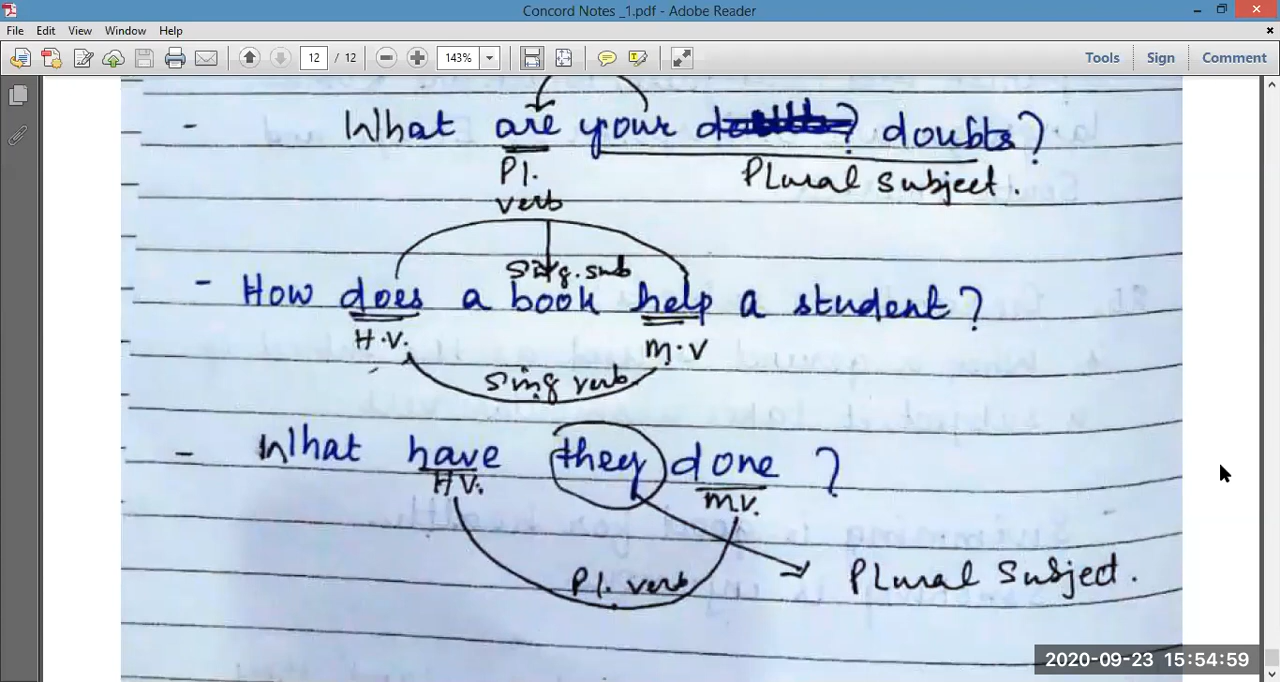 Concord Notes _1.pdf - Adobe Reader
File Edit View Window Help
12 / 12 143% Tools Sign Comment
- What are your doubts?
Pl. verb
Plural subject.
Sing. sub
- How does a book help a student?
H.V. m.v
Sing verb
- What have they done ?
H V. m.v.
Pl. verb Plural Subject.
2020-09-23 15:54:59